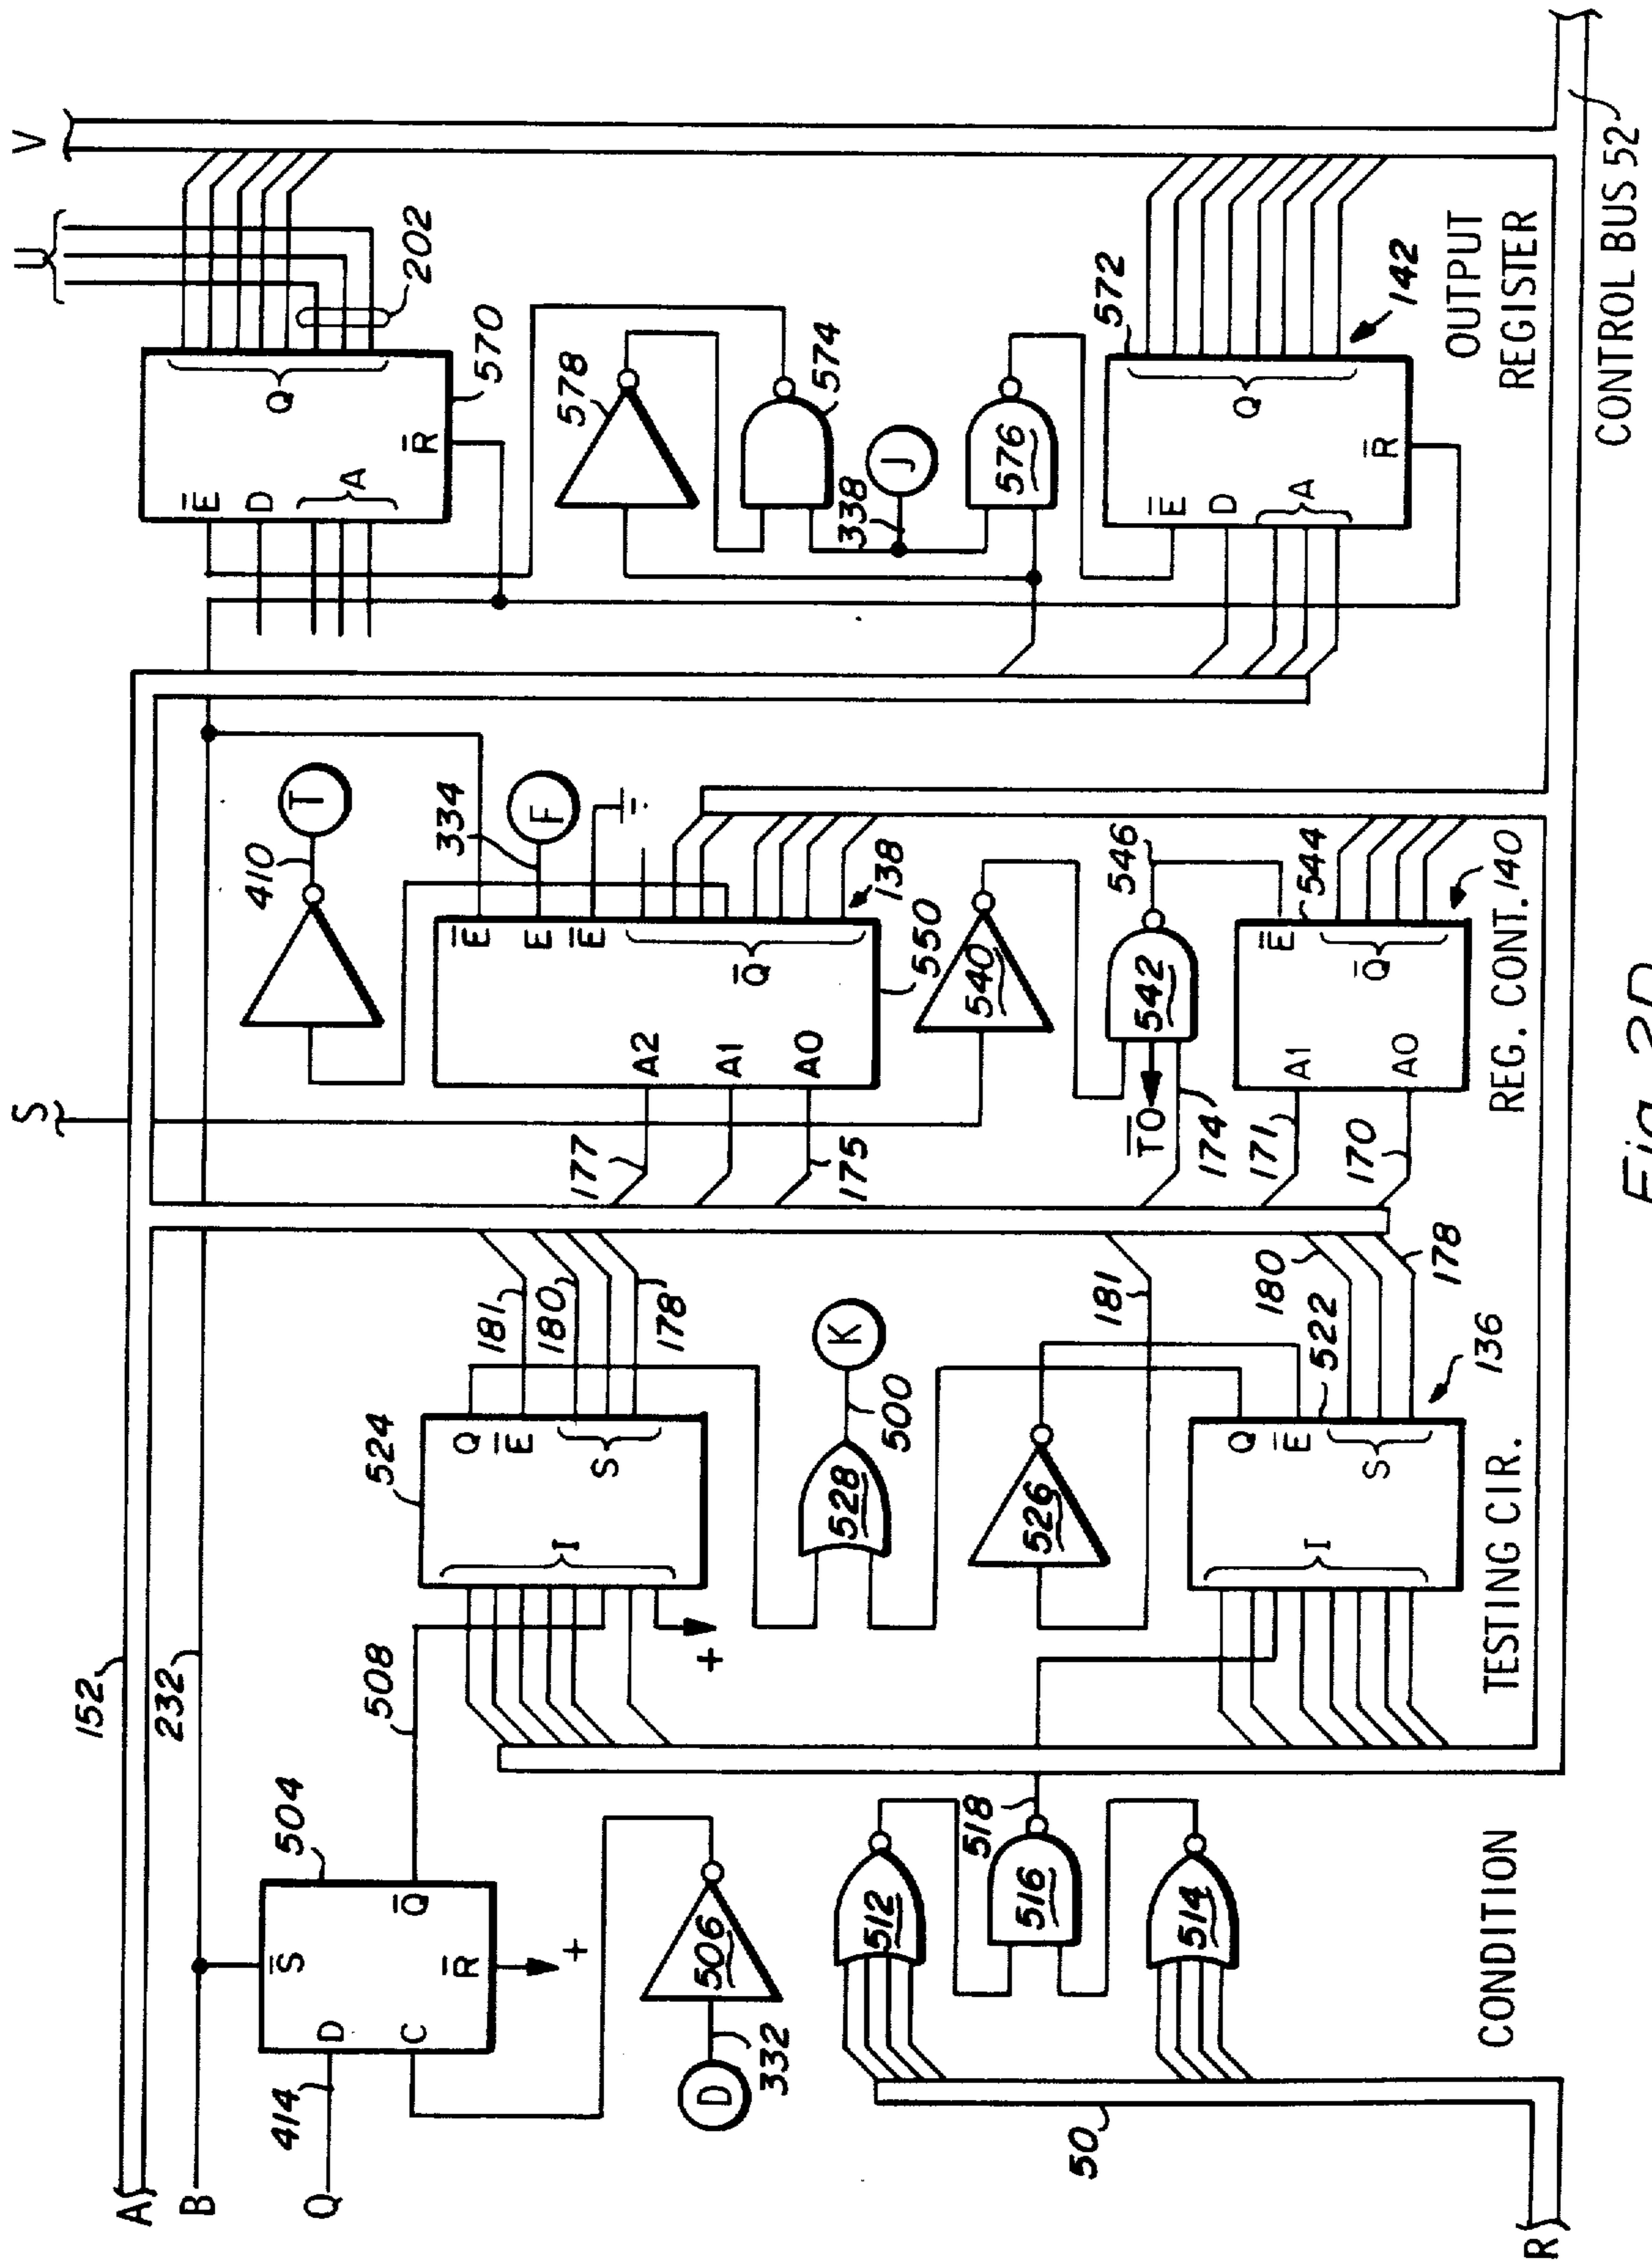 A
152
B
232
Q
414
D
C
S̅
R̅
Q̅
504
+
508
D
332
506
50
R
512
514
516
518
CONDITION
I
524
Q
E̅
S
+
181
180
178
528
500
K
526
181
I
Q
E̅
S
522
180
178
136
TESTING CIR.
S
410
T
334
F
E̅
E
E̅
Q̅
A2
A1
A0
177
175
138
550
540
542
T̅O̅
174
546
171
170
A1
A0
E̅
Q̅
544
140
REG. CONT.
U
V
202
E̅
D
A
Q
R̅
570
578
574
338
J
576
572
E̅
D
A
Q
R̅
142
OUTPUT
REGISTER
CONTROL BUS 52
Fig. 2D